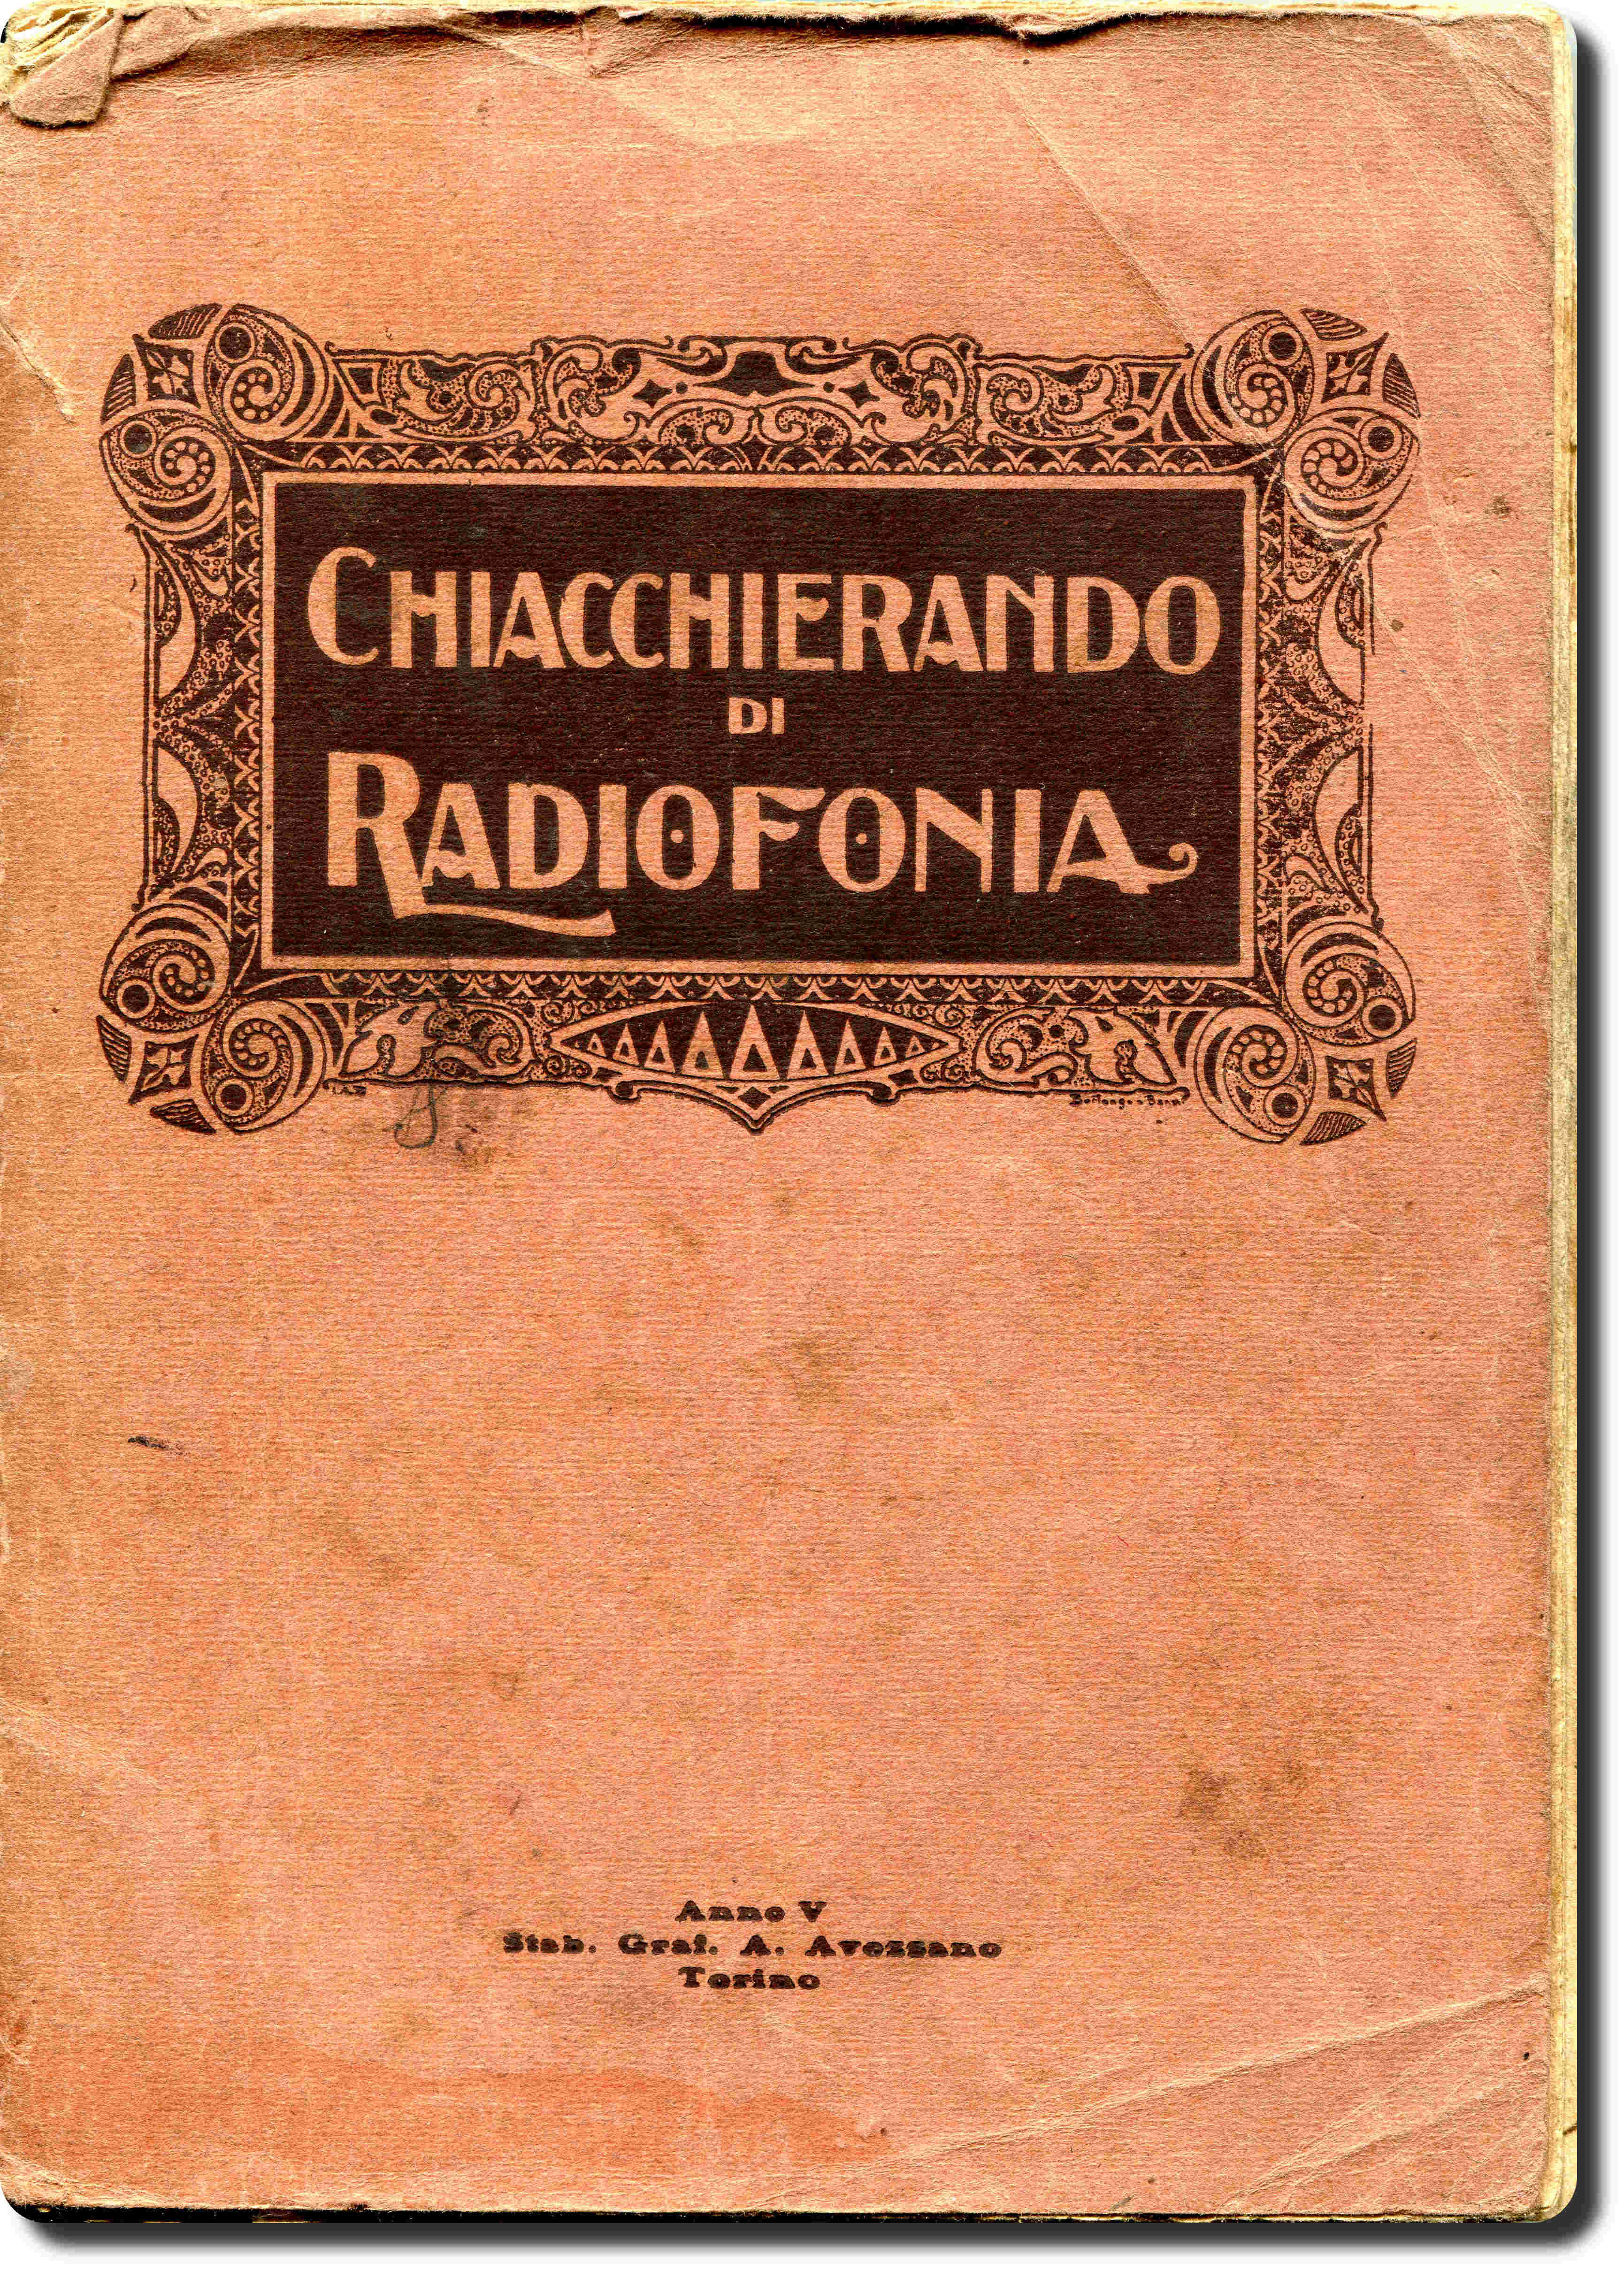 CHIACCHIERANDO
DI
RADIOFONIA
Anno V
Stab. Graf. A. Avezzano
Torino